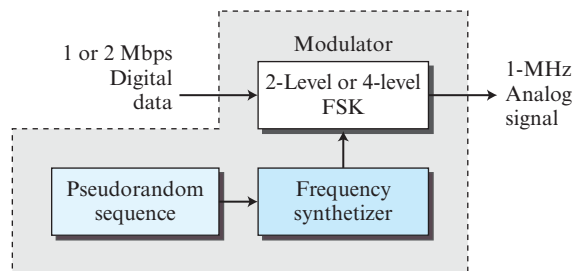 1 or 2 Mbps
Digital
data
Modulator
2-Level or 4-level
FSK
1-MHz
Analog
signal
Pseudorandom
sequence
Frequency
synthetizer